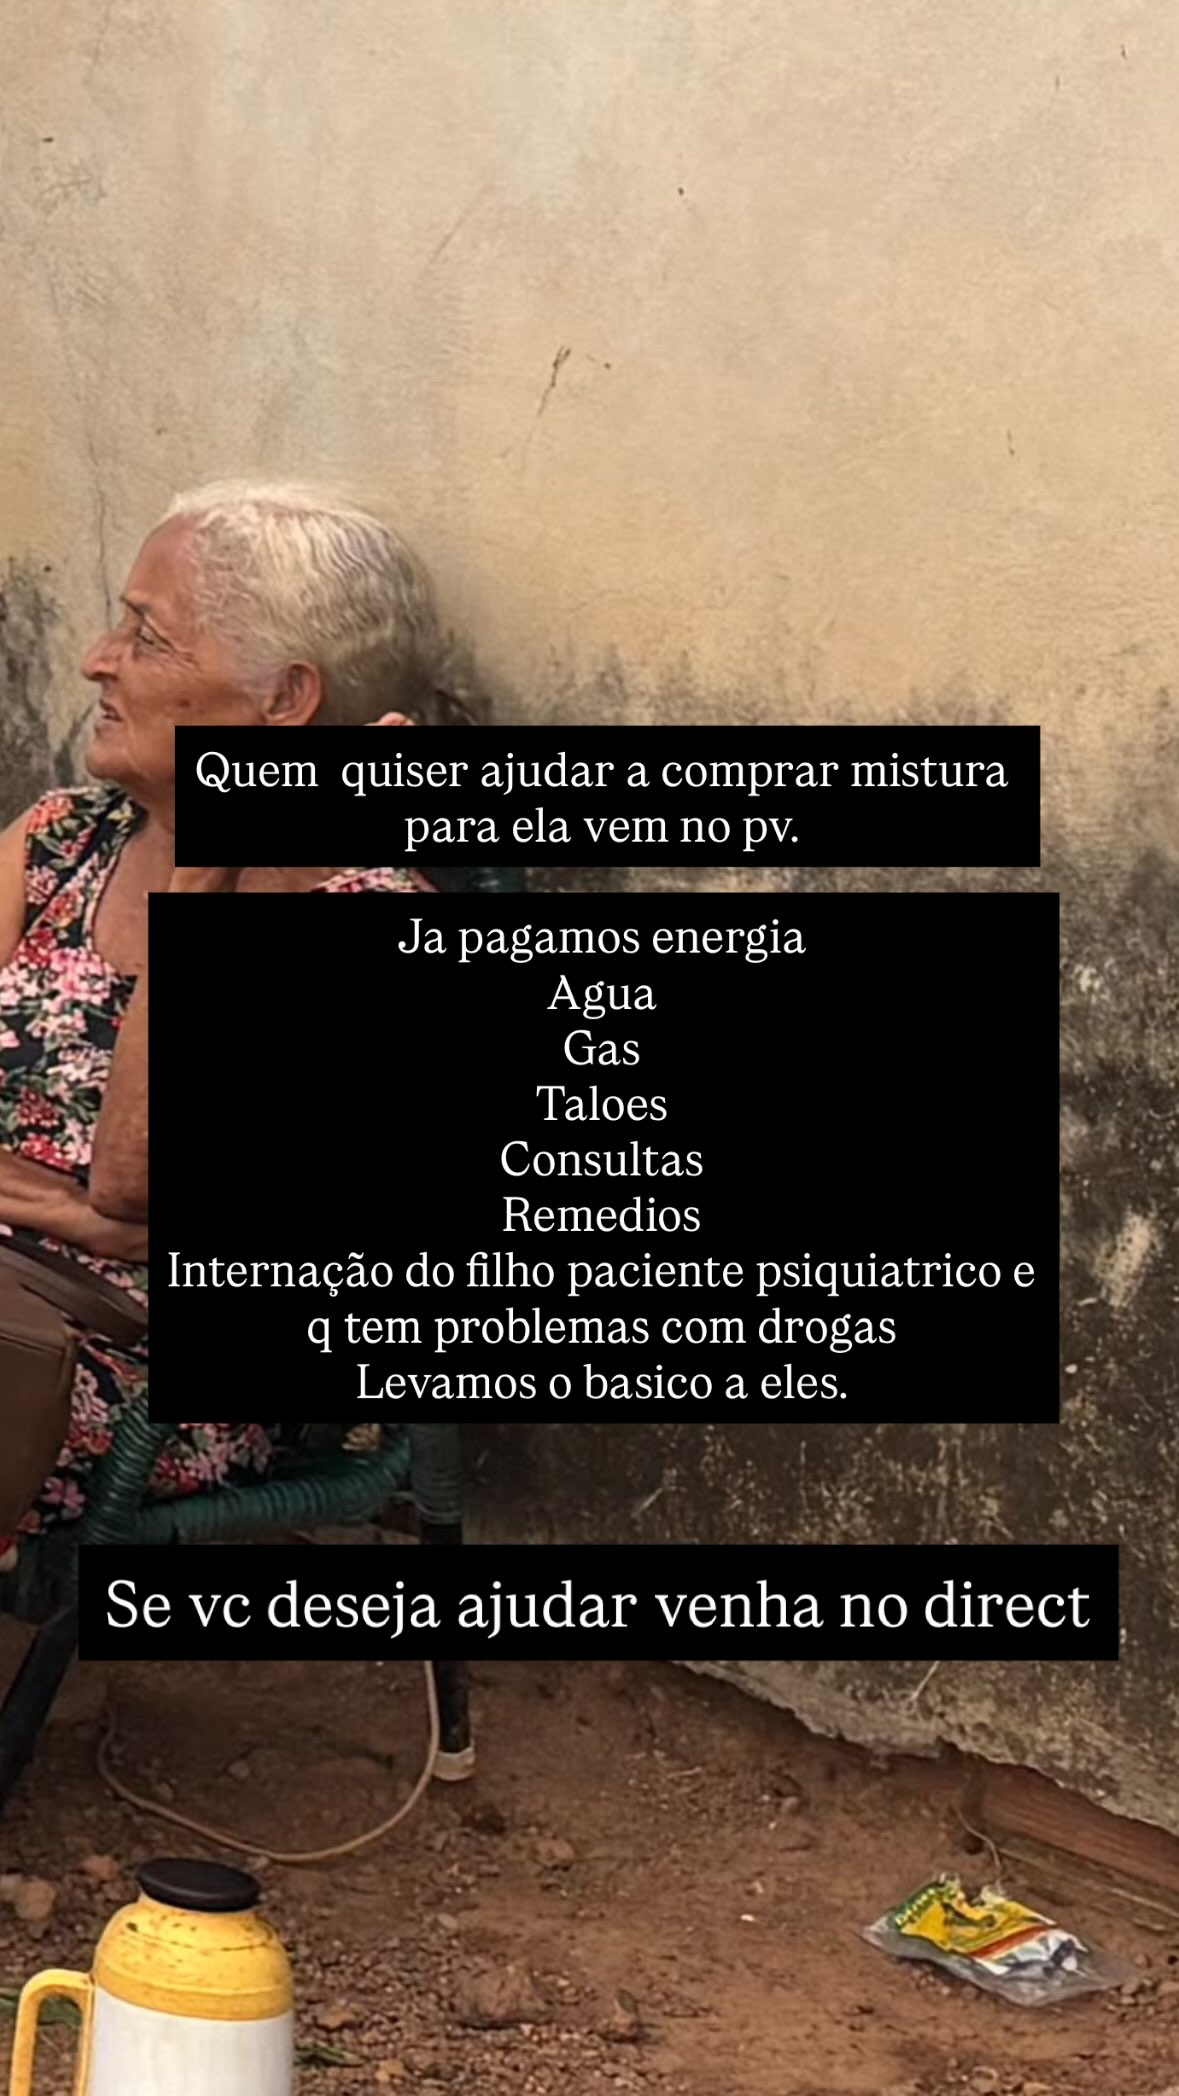 Quem  quiser ajudar a comprar mistura
para ela vem no pv.
Ja pagamos energia
Agua
Gas
Taloes
Consultas
Remedios
Internação do filho paciente psiquiatrico e
q tem problemas com drogas
Levamos o basico a eles.
Se vc deseja ajudar venha no direct